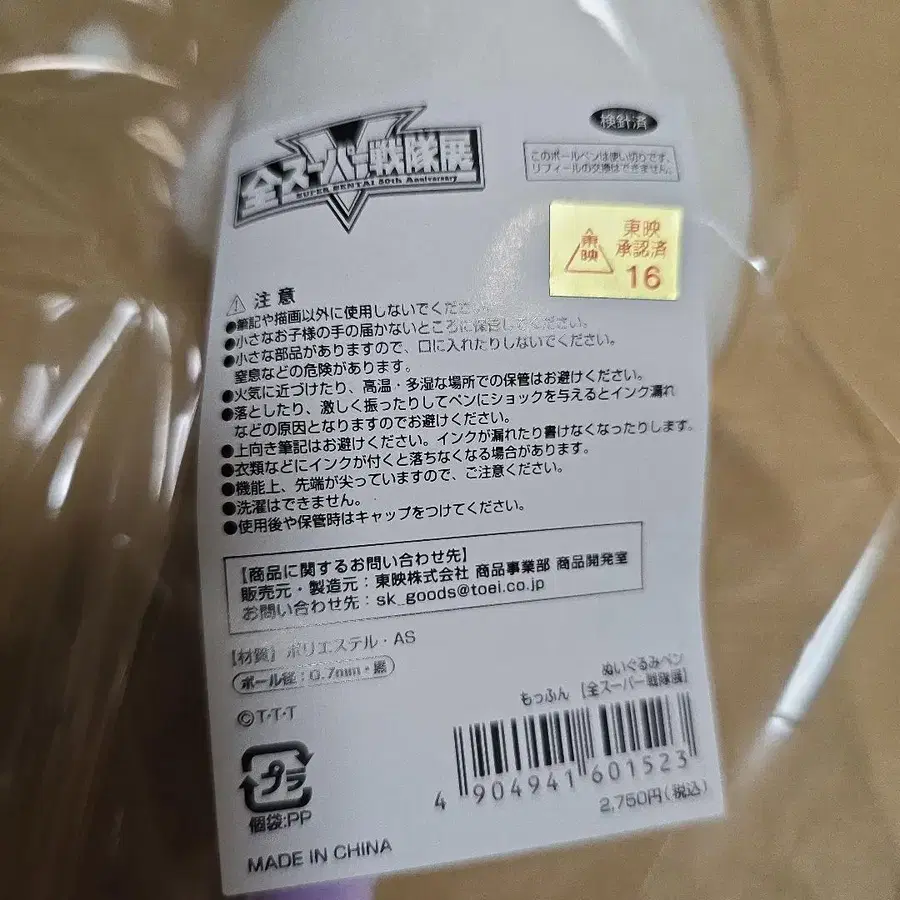 全スーパー戦隊展
SUPER SENTAI 50th Anniversary
検針済
このボールペンは使い切りです。
リフィールの交換はできません。
東映
東映
承認済
16
注意
●筆記や描画以外に使用しないでください。
●小さなお子様の手の届かないところに保管してください。
●小さな部品がありますので、口に入れたりしないでください。
窒息などの危険があります。
●火気に近づけたり、高温・多湿な場所での保管はお避けください。
●落としたり、激しく振ったりしてペンにショックを与えるとインク漏れ
などの原因となりますのでお避けください。
●上向き筆記はお避けください。インクが漏れたり書けなくなったりします。
●衣類などにインクが付くと落ちなくなる場合があります。
●機能上、先端が尖っていますので、ご注意ください。
●洗濯はできません。
●使用後や保管時はキャップをつけてください。
【商品に関するお問い合わせ先】
販売元・製造元：東映株式会社 商品事業部 商品開発室
お問い合わせ先：sk_goods@toei.co.jp
【材質】ポリエステル・AS
ボール径：0.7mm・黒
©T・T・T
ぬいぐるみペン
もっふん [全スーパー戦隊展]
4 904941 601523
2,750円(税込)
プラ
個袋:PP
MADE IN CHINA